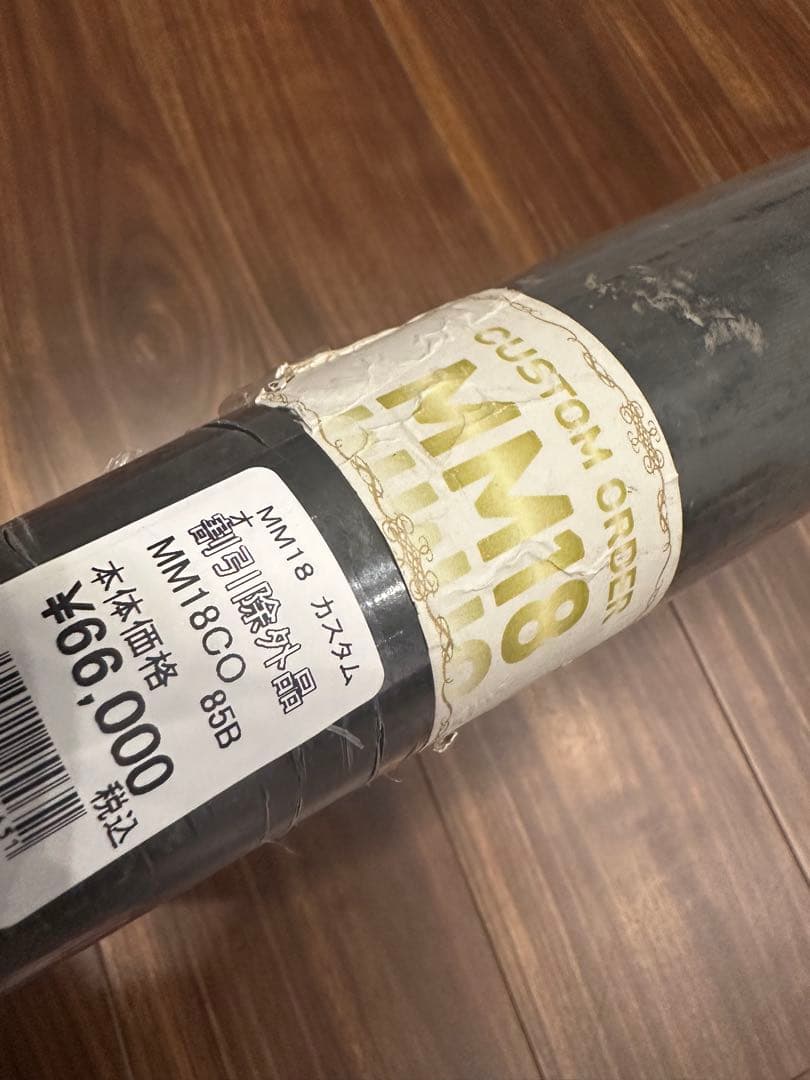 CUSTOM ORDER
MM18
MM18 カスタム
オ
割引除外品
MM18CO 85B
本体価格
¥66,000 税込